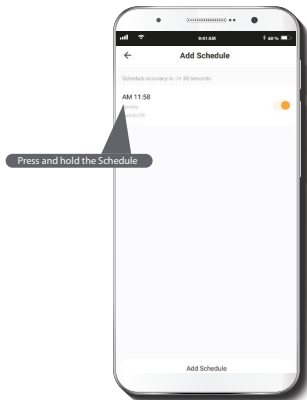 9:41 AM
60%
Add Schedule
Schedule accuracy is -/+ 30 seconds
AM 11:58
Press and hold the Schedule
Add Schedule